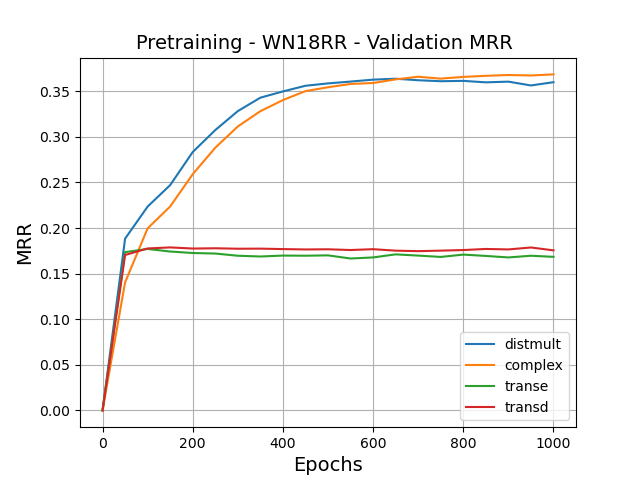 Pretraining - WN18RR - Validation MRR
MRR
0.35
0.30
0.25
0.20
0.15
0.10
0.05
0.00
distmult
complex
transe
transd
0 200 400 600 800 1000
Epochs